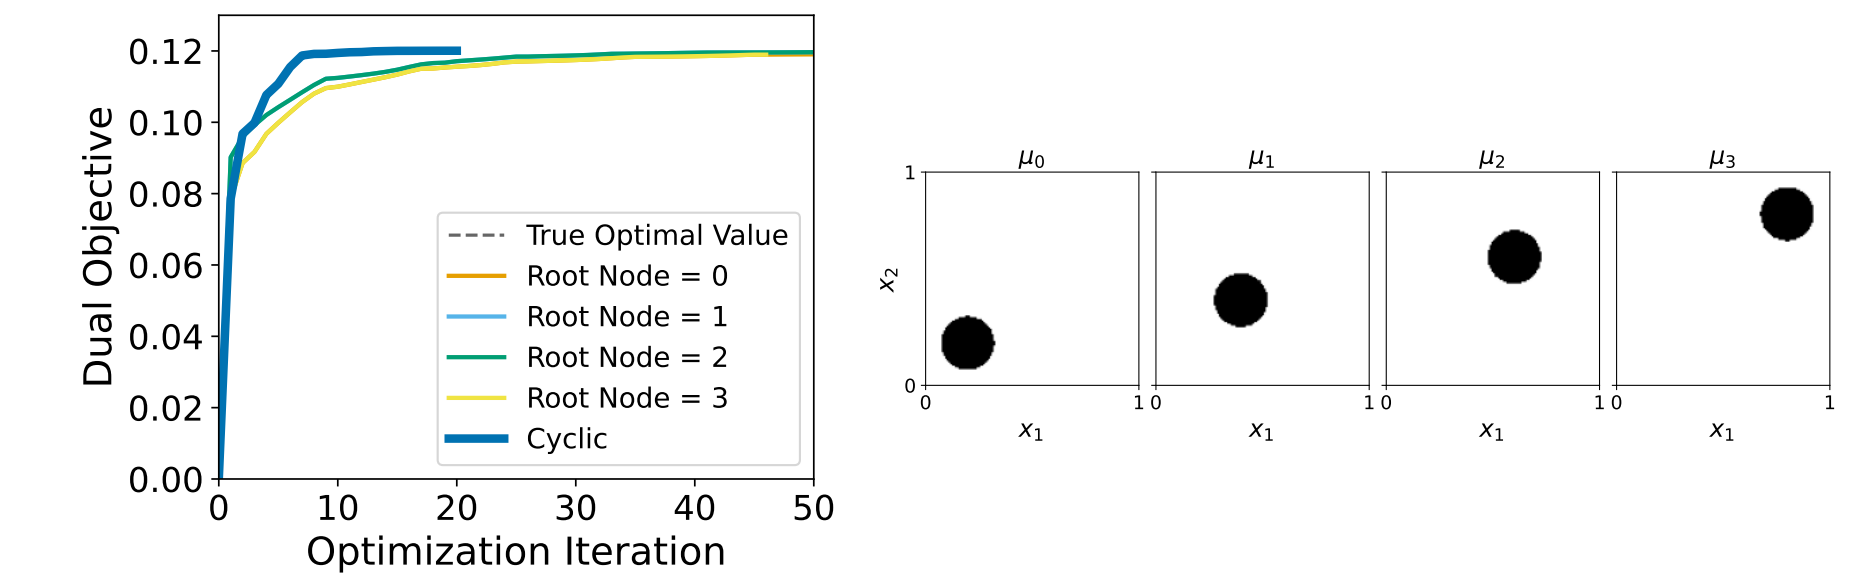 0.12
0.10
0.08
0.06
0.04
0.02
0.00
Dual Objective
0 10 20 30 40 50
Optimization Iteration
True Optimal Value
Root Node = 0
Root Node = 1
Root Node = 2
Root Node = 3
Cyclic
μ0 μ1 μ2 μ3
1
x2
0
0 1 0 1 0 1 0 1
x1 x1 x1 x1